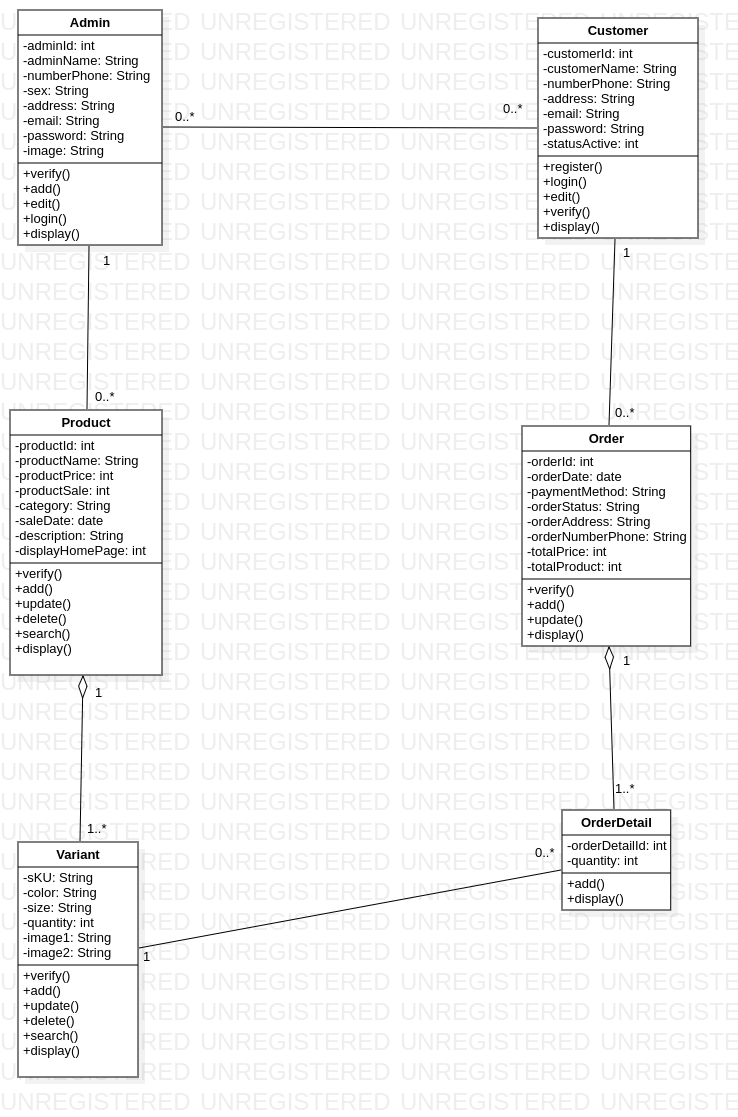 Admin
-adminId: int
-adminName: String
-numberPhone: String
-sex: String
-address: String
-email: String
-password: String
-image: String
+verify()
+add()
+edit()
+login()
+display()
Customer
-customerId: int
-customerName: String
-numberPhone: String
-address: String
-email: String
-password: String
-statusActive: int
+register()
+login()
+edit()
+verify()
+display()
0..*
0..*
1
0..*
1
0..*
Product
-productId: int
-productName: String
-productPrice: int
-productSale: int
-category: String
-saleDate: date
-description: String
-displayHomePage: int
+verify()
+add()
+update()
+delete()
+search()
+display()
Order
-orderId: int
-orderDate: date
-paymentMethod: String
-orderStatus: String
-orderAddress: String
-orderNumberPhone: String
-totalPrice: int
-totalProduct: int
+verify()
+add()
+update()
+display()
1
1..*
1
1..*
Variant
-sKU: String
-color: String
-size: String
-quantity: int
-image1: String
-image2: String
+verify()
+add()
+update()
+delete()
+search()
+display()
OrderDetail
-orderDetailId: int
-quantity: int
+add()
+display()
0..*
1
UNREGISTERED UNREGISTERED UNREGISTERED UNREGISTERED